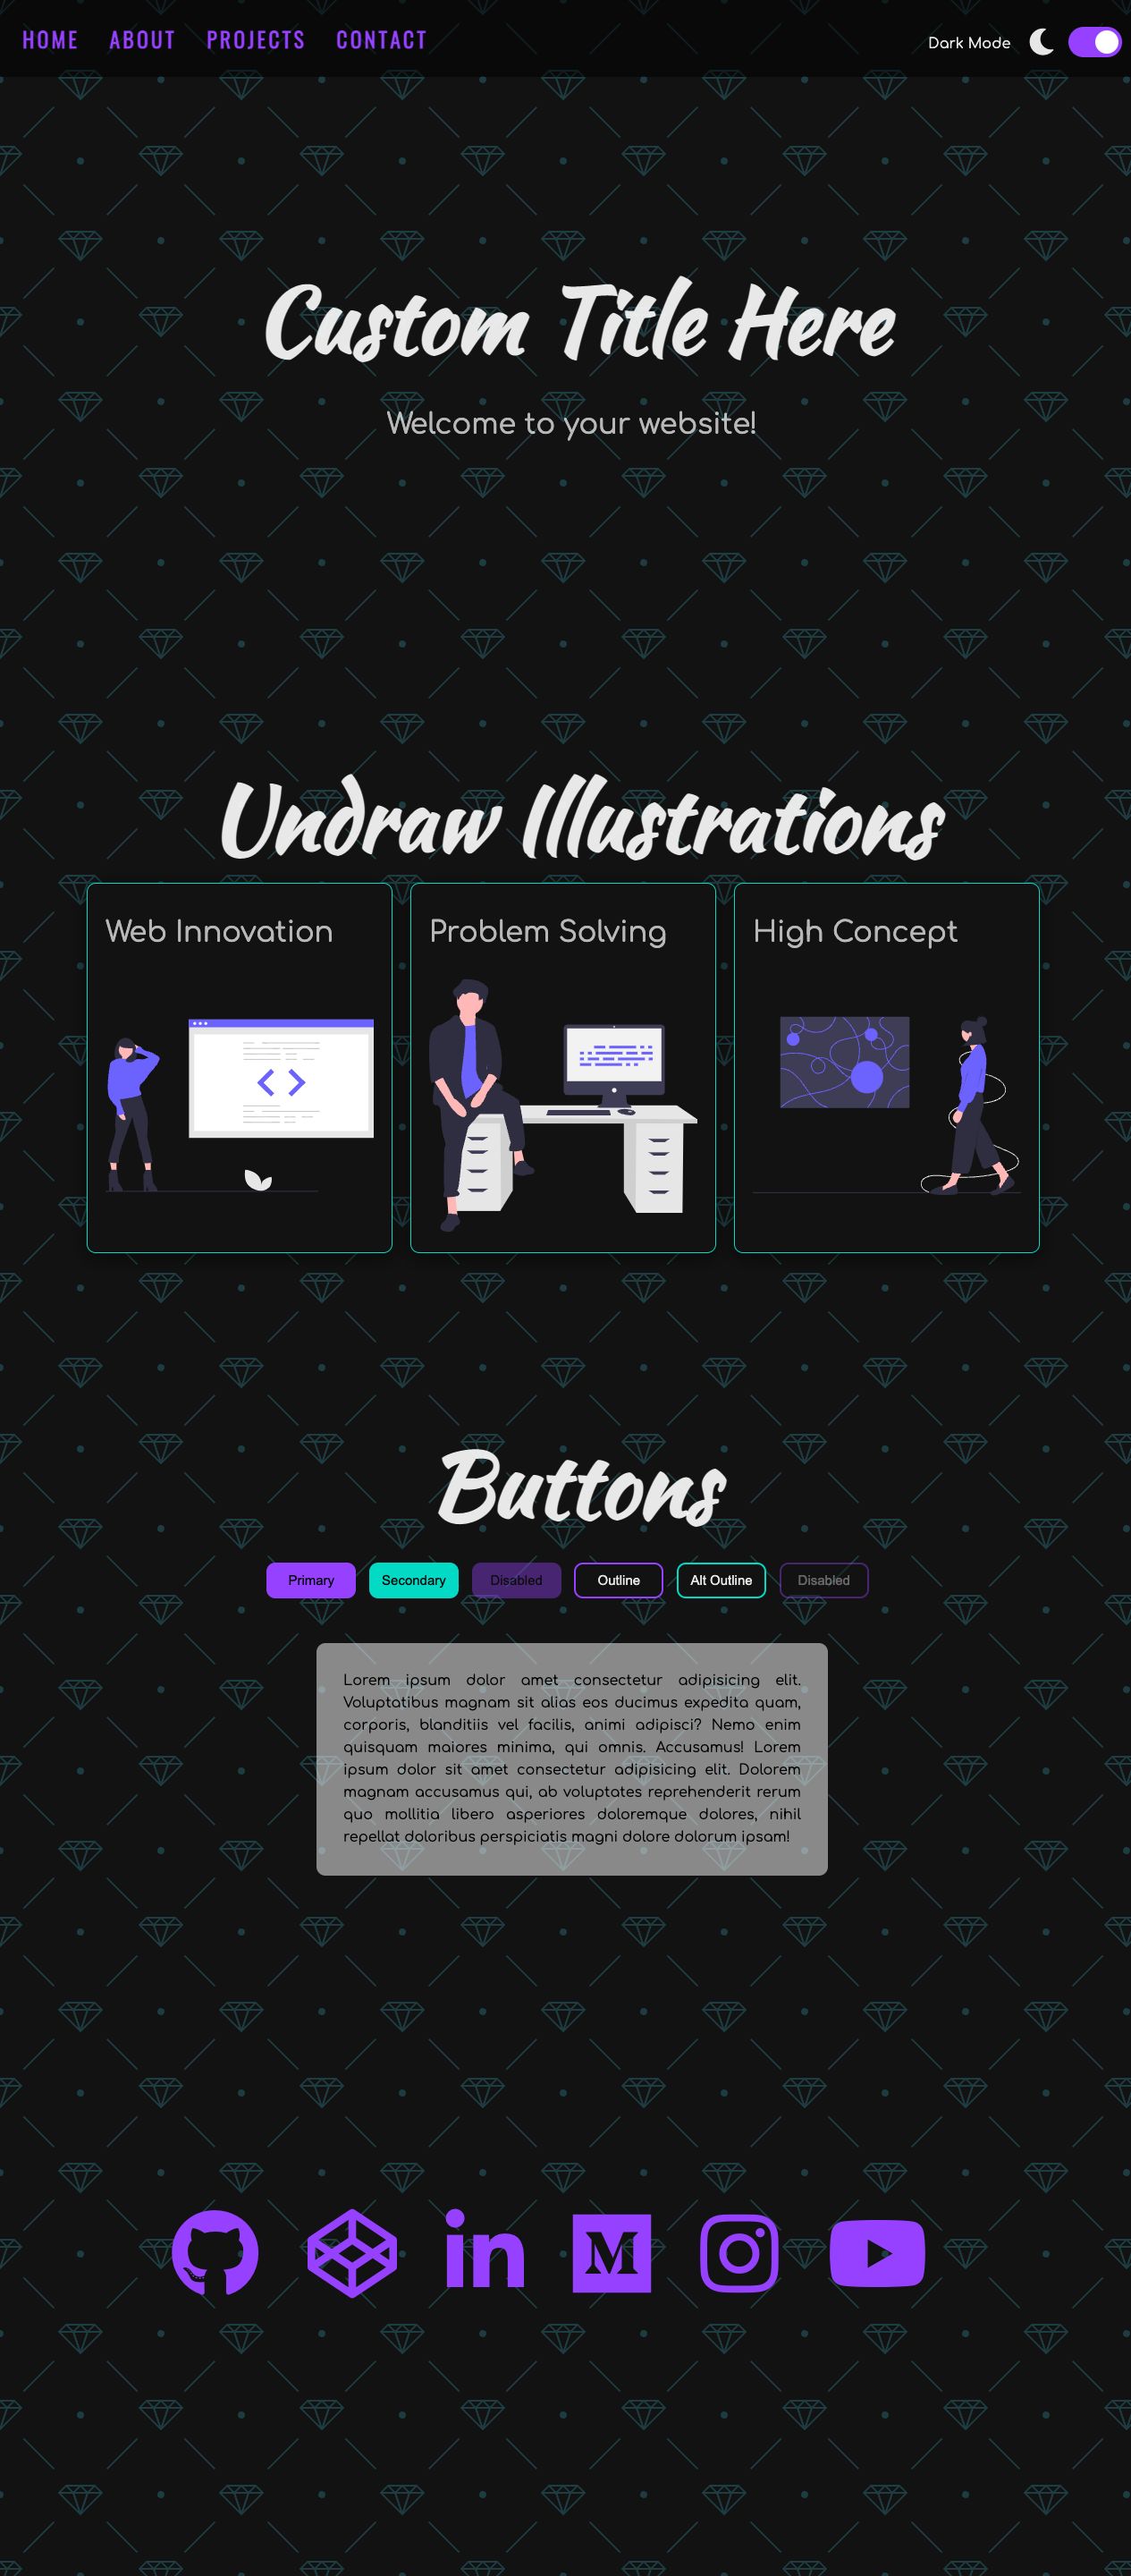 HOME ABOUT PROJECTS CONTACT Dark Mode
Custom Title Here
Welcome to your website!
Undraw Illustrations
Web Innovation
Problem Solving
High Concept
Buttons
Primary Secondary Disabled Outline Alt Outline Disabled
Lorem ipsum dolor amet consectetur adipisicing elit.
Voluptatibus magnam sit alias eos ducimus expedita quam,
corporis, blanditiis vel facilis, animi adipisci? Nemo enim
quisquam maiores minima, qui omnis. Accusamus! Lorem
ipsum dolor sit amet consectetur adipisicing elit. Dolorem
magnam accusamus qui, ab voluptates reprehenderit rerum
quo mollitia libero asperiores doloremque dolores, nihil
repellat doloribus perspiciatis magni dolore dolorum ipsam!
in M